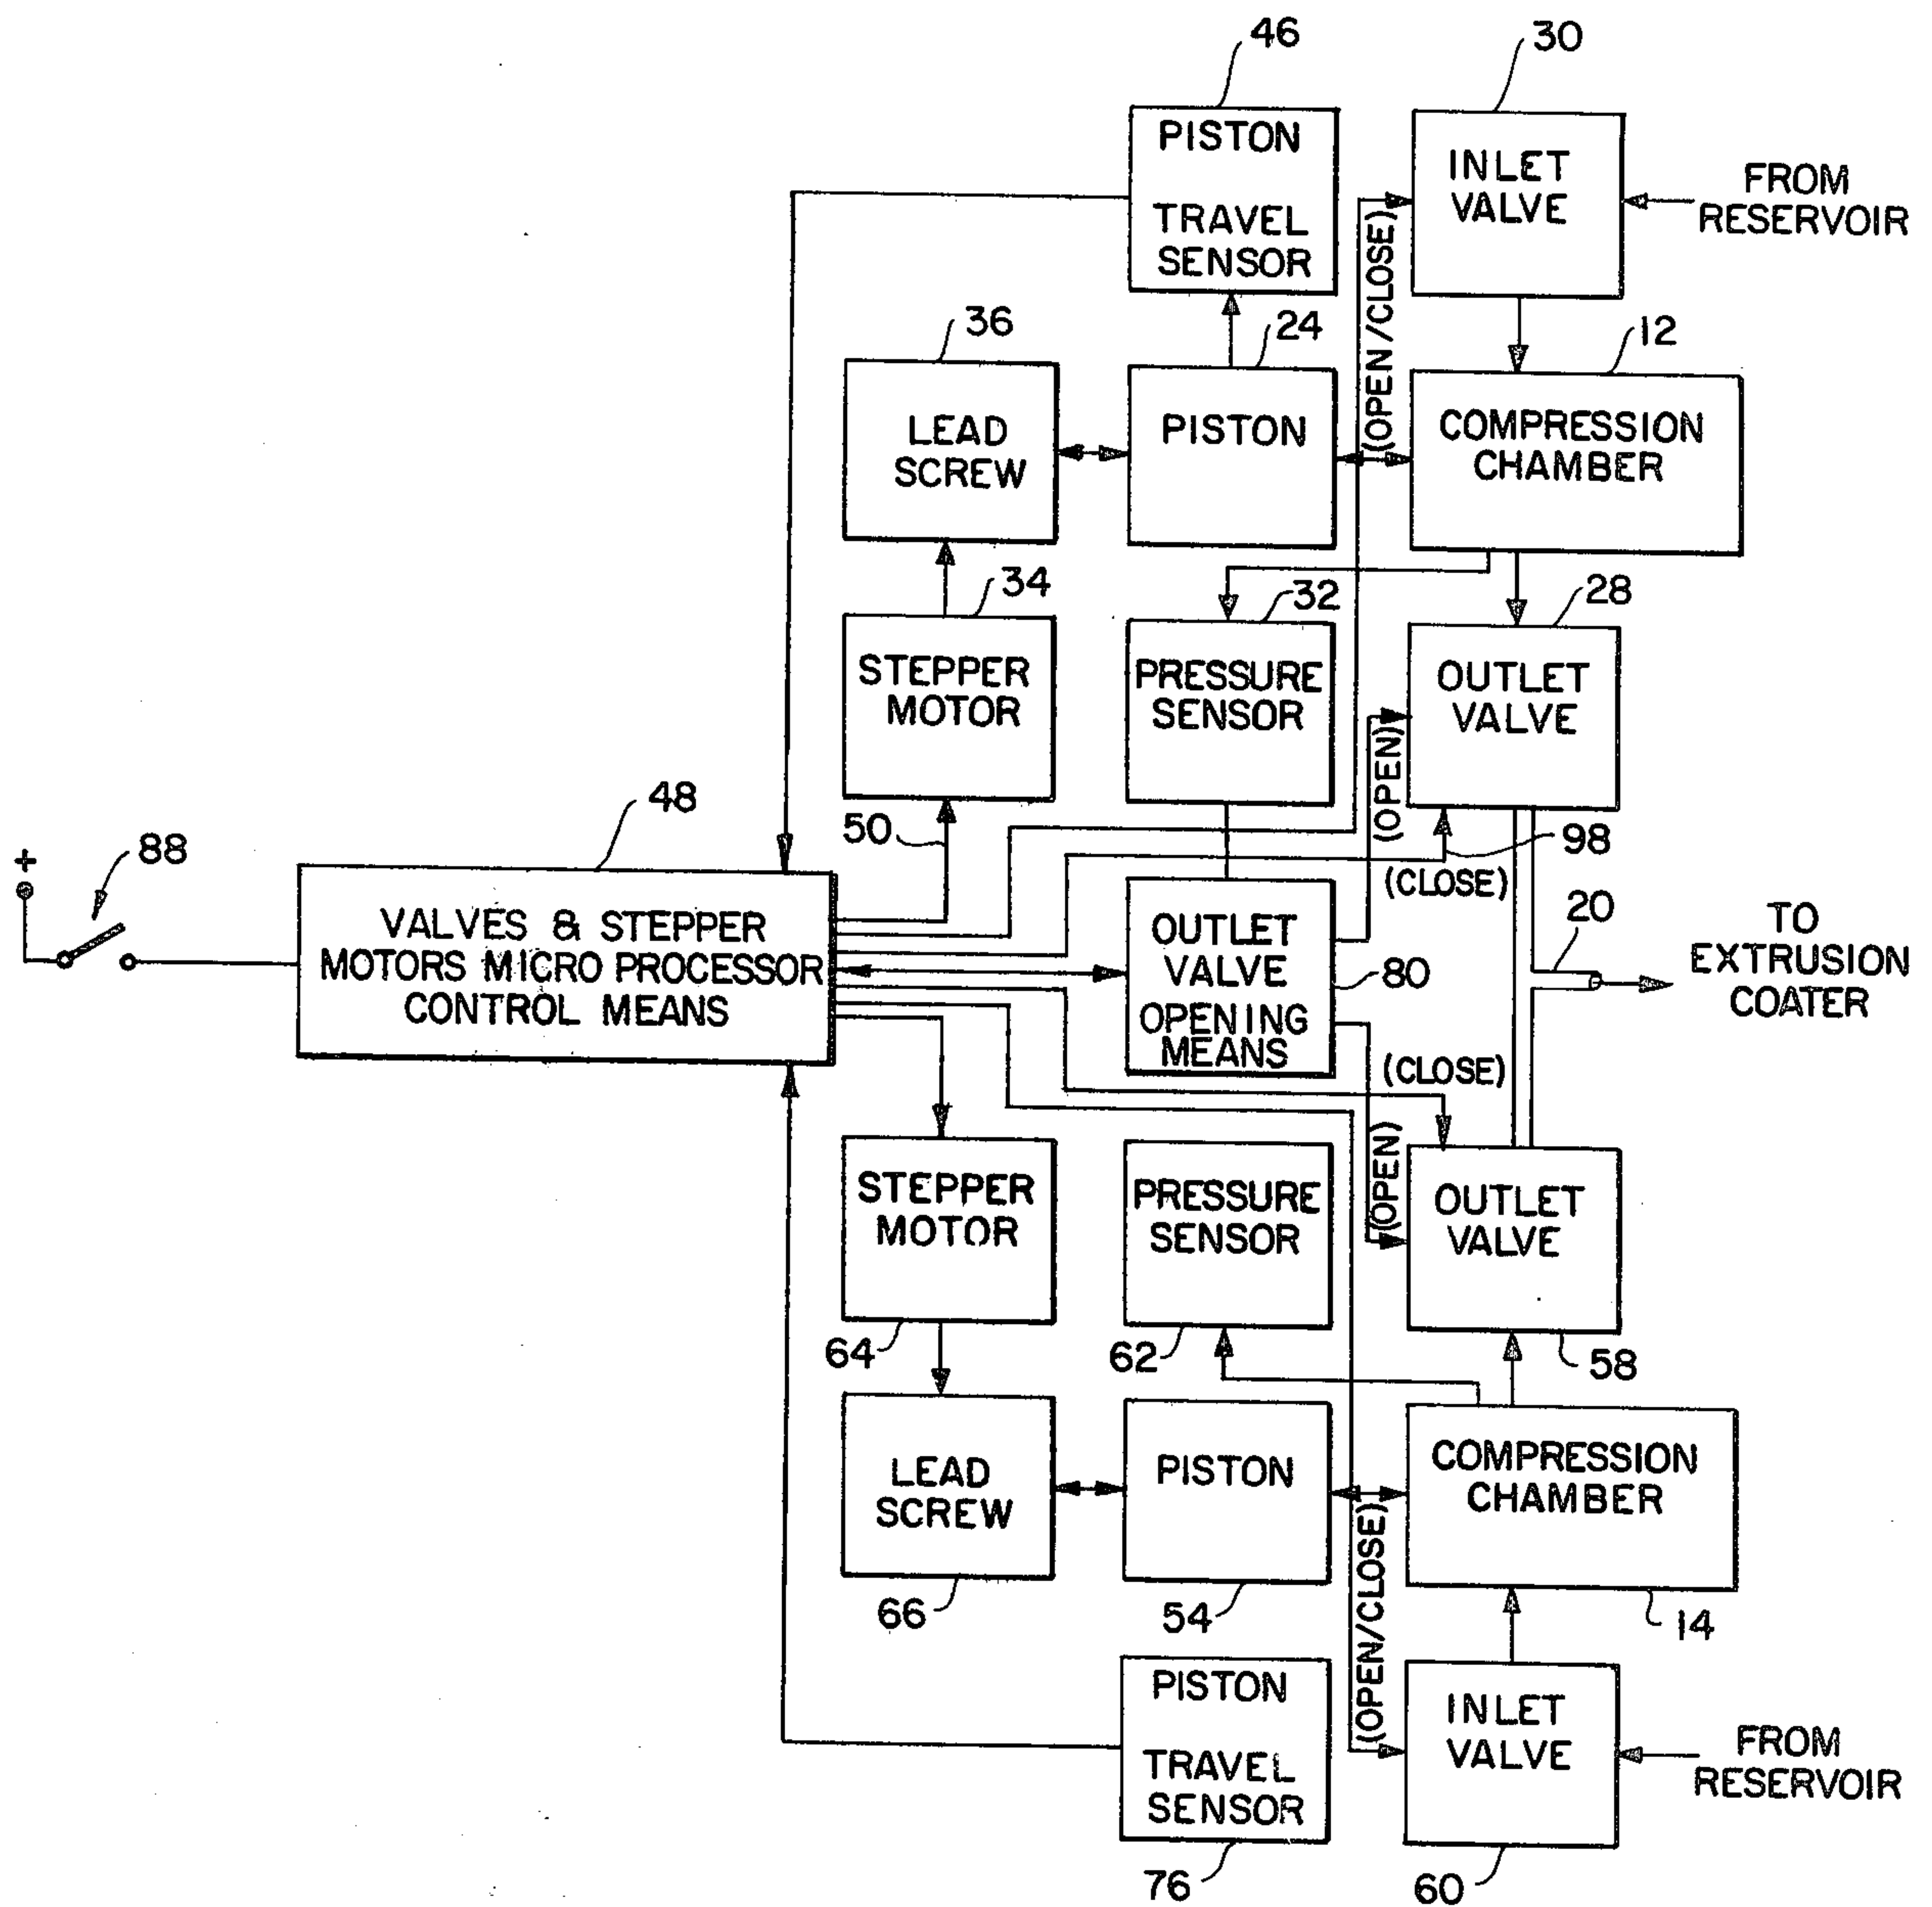 46
30
PISTON
TRAVEL
SENSOR
INLET
VALVE
FROM
RESERVOIR
(OPEN/CLOSE)
36
24
12
LEAD
SCREW
PISTON
COMPRESSION
CHAMBER
34
32
28
STEPPER
MOTOR
PRESSURE
SENSOR
OUTLET
VALVE
(OPEN)
48
50
98
(CLOSE)
+
88
VALVES & STEPPER
MOTORS MICRO PROCESSOR
CONTROL MEANS
OUTLET
VALVE
OPENING
MEANS
80
20
TO
EXTRUSION
COATER
(CLOSE)
(OPEN)
STEPPER
MOTOR
PRESSURE
SENSOR
OUTLET
VALVE
64
62
58
LEAD
SCREW
PISTON
COMPRESSION
CHAMBER
66
54
14
(OPEN/CLOSE)
PISTON
TRAVEL
SENSOR
INLET
VALVE
FROM
RESERVOIR
76
60